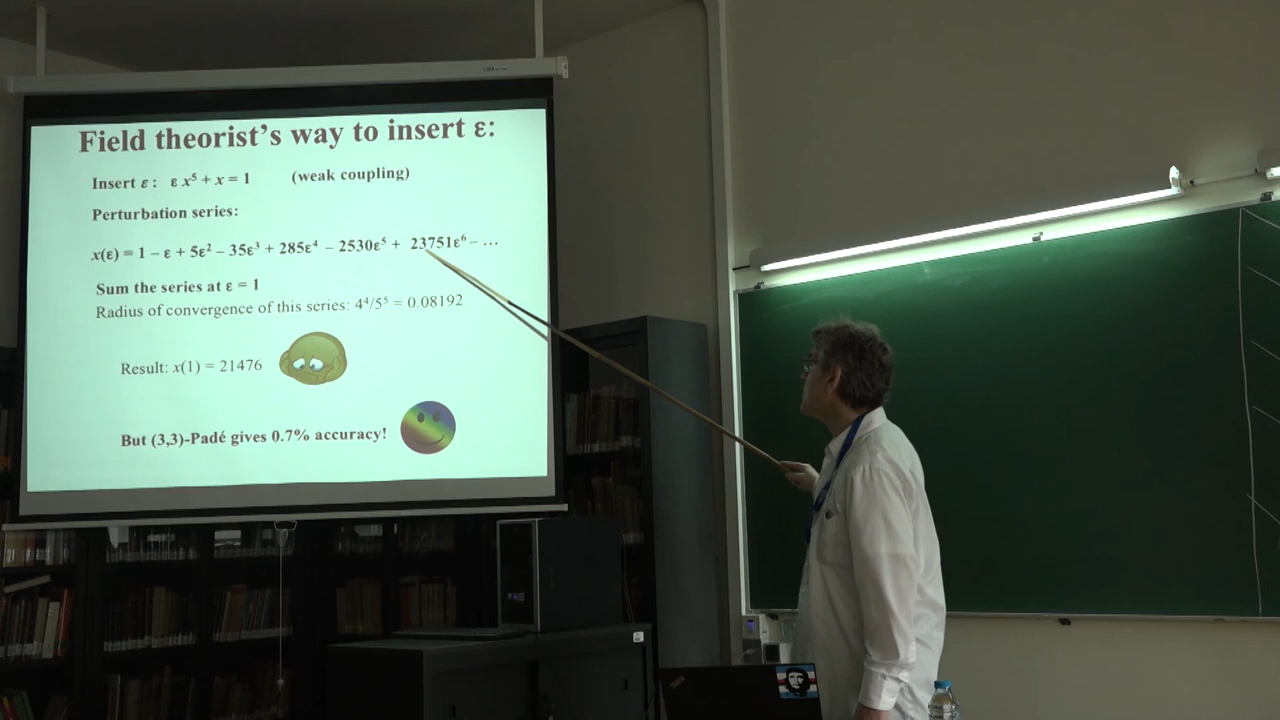 Field theorist's way to insert ε:
Insert ε : ε x⁵ + x = 1 (weak coupling)
Perturbation series:
x(ε) = 1 – ε + 5ε² – 35ε³ + 285ε⁴ – 2530ε⁵ + 23751ε⁶ – …
Sum the series at ε = 1
Radius of convergence of this series: 4⁴/5⁵ = 0.08192
Result: x(1) = 21476
But (3,3)-Padé gives 0.7% accuracy!